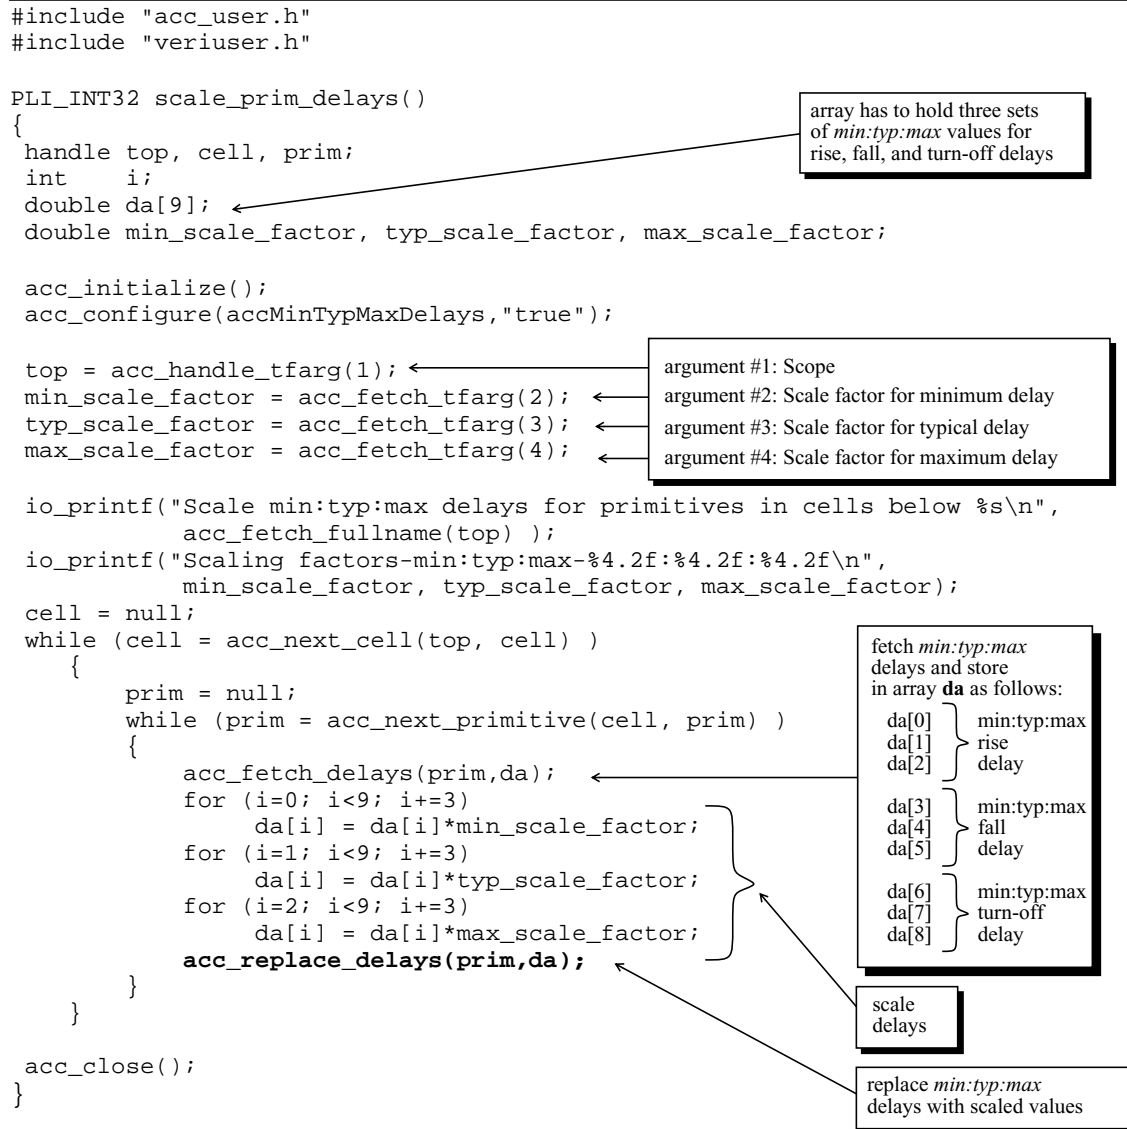 #include "acc_user.h"
#include "veriuser.h"
PLI_INT32 scale_prim_delays()
{
handle top, cell, prim;
int    i;
double da[9];
double min_scale_factor, typ_scale_factor, max_scale_factor;
array has to hold three sets
of min:typ:max values for
rise, fall, and turn-off delays
acc_initialize();
acc_configure(accMinTypMaxDelays,"true");
top = acc_handle_tfarg(1);
min_scale_factor = acc_fetch_tfarg(2);
typ_scale_factor = acc_fetch_tfarg(3);
max_scale_factor = acc_fetch_tfarg(4);
argument #1: Scope
argument #2: Scale factor for minimum delay
argument #3: Scale factor for typical delay
argument #4: Scale factor for maximum delay
io_printf("Scale min:typ:max delays for primitives in cells below %s\n",
acc_fetch_fullname(top) );
io_printf("Scaling factors-min:typ:max-%4.2f:%4.2f:%4.2f\n",
min_scale_factor, typ_scale_factor, max_scale_factor);
cell = null;
while (cell = acc_next_cell(top, cell) )
{
prim = null;
while (prim = acc_next_primitive(cell, prim) )
{
acc_fetch_delays(prim,da);
for (i=0; i<9; i+=3)
da[i] = da[i]*min_scale_factor;
for (i=1; i<9; i+=3)
da[i] = da[i]*typ_scale_factor;
for (i=2; i<9; i+=3)
da[i] = da[i]*max_scale_factor;
acc_replace_delays(prim,da);
}
}
fetch min:typ:max
delays and store
in array da as follows:
da[0] min:typ:max
da[1] rise
da[2] delay
da[3] min:typ:max
da[4] fall
da[5] delay
da[6] min:typ:max
da[7] turn-off
da[8] delay
scale
delays
acc_close();
}
replace min:typ:max
delays with scaled values